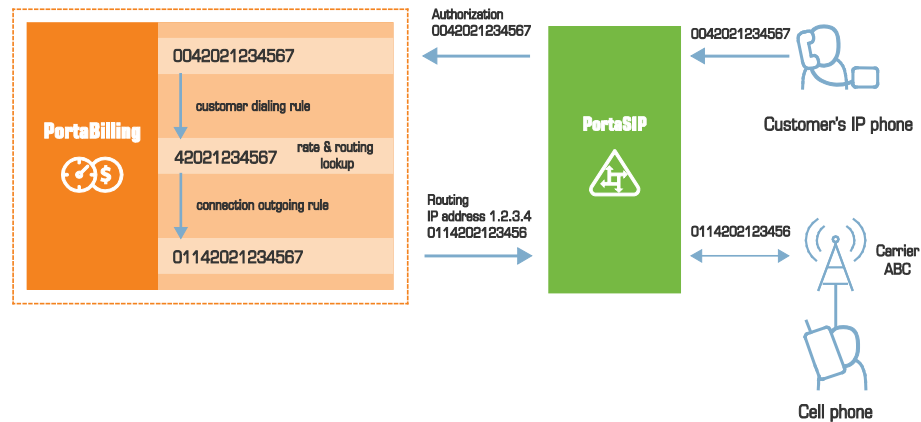 PortaBilling
0042021234567
customer dialing rule
42021234567
rate & routing
lookup
connection outgoing rule
01142021234567
Authorization
0042021234567
Routing
IP address 1.2.3.4
0114202123456
PortaSIP
0042021234567
Customer's IP phone
0114202123456
Carrier
ABC
Cell phone